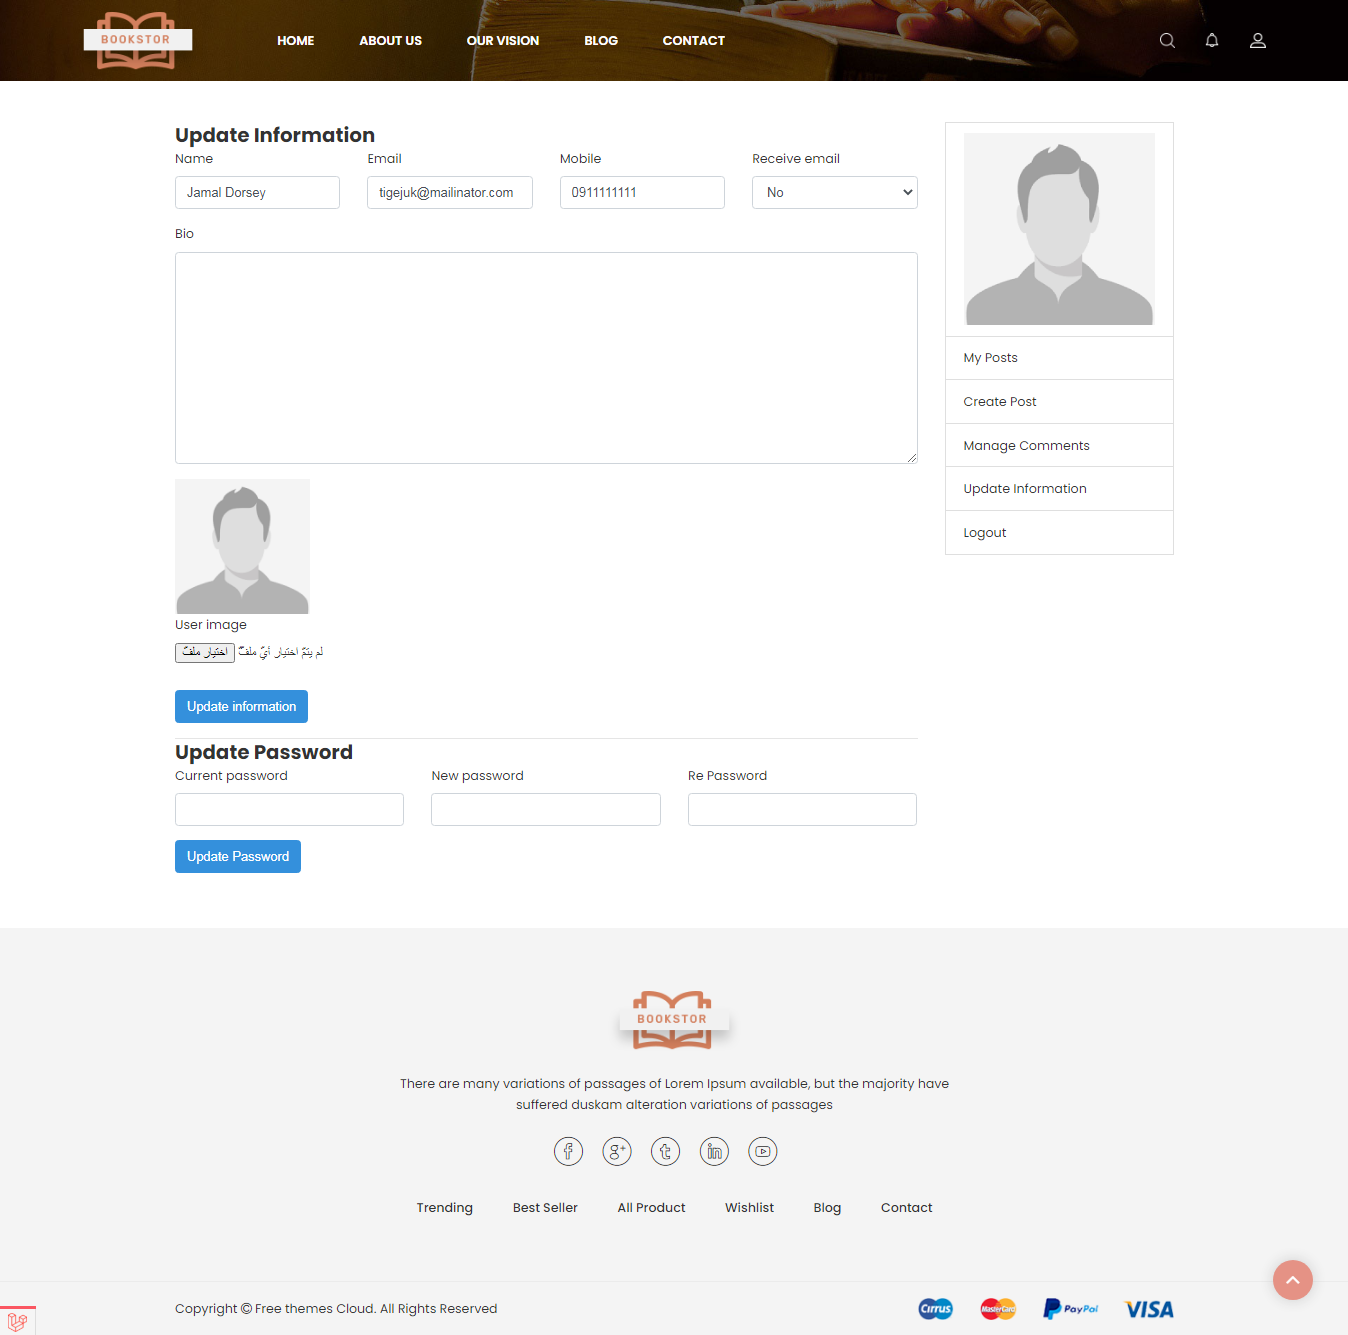 BOOKSTOR
HOME
ABOUT US
OUR VISION
BLOG
CONTACT
Update Information
Name
Email
Mobile
Receive email
Jamal Dorsey
tigejuk@mailinator.com
0911111111
No
Bio
User image
اختيار ملف لم يتم اختيار أي ملف
Update information
Update Password
Current password
New password
Re Password
Update Password
My Posts
Create Post
Manage Comments
Update Information
Logout
BOOKSTOR
There are many variations of passages of Lorem Ipsum available, but the majority have
suffered duskam alteration variations of passages
Trending
Best Seller
All Product
Wishlist
Blog
Contact
Copyright © Free themes Cloud. All Rights Reserved
Cirrus
MasterCard
PayPal
VISA